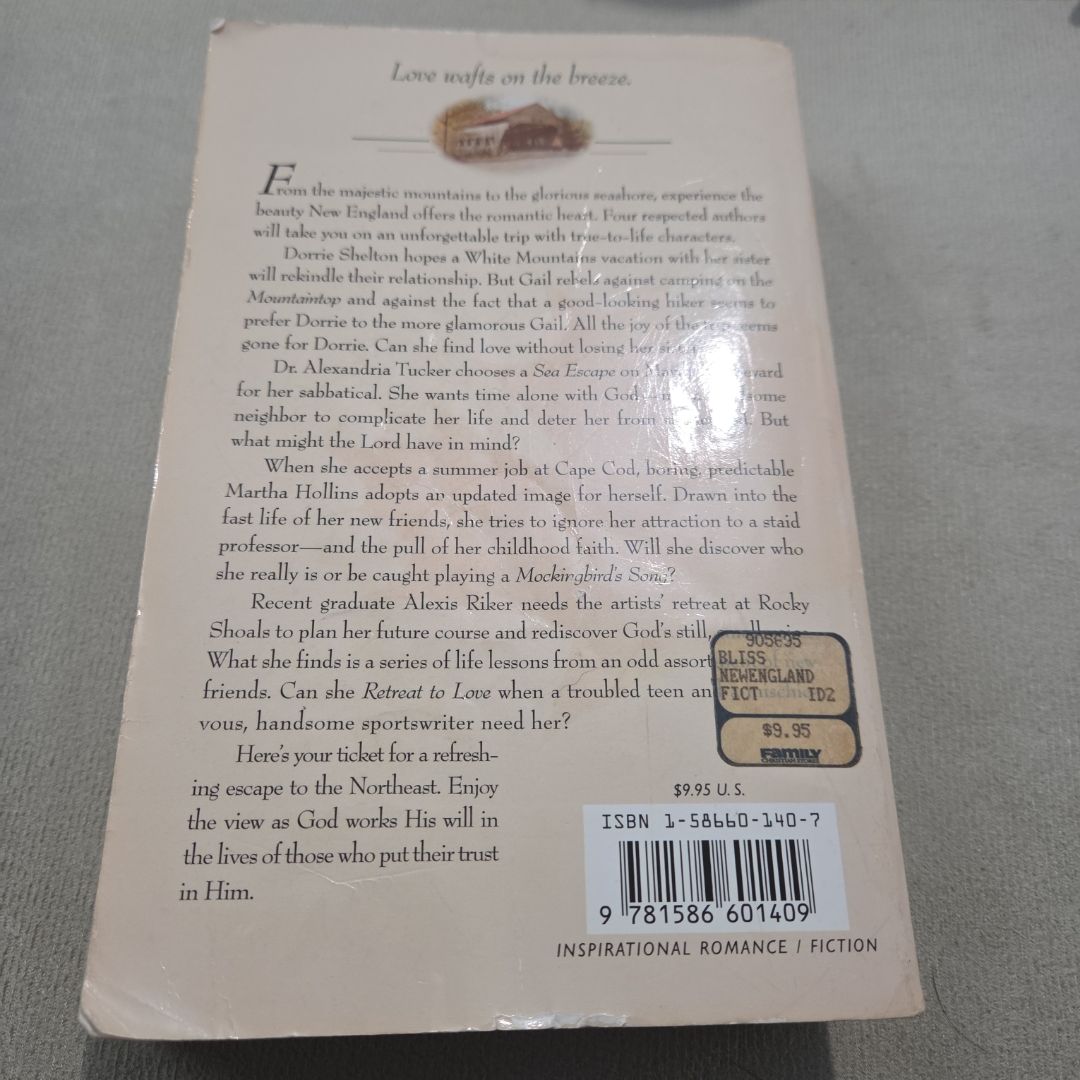 Love wafts on the breeze.
From the majestic mountains to the glorious seashore, experience the
beauty New England offers the romantic heart. Four respected authors
will take you on an unforgettable trip with true-to-life characters.
Dorrie Shelton hopes a White Mountains vacation with her sister
will rekindle their relationship. But Gail rebels against camping on the
Mountaintop and against the fact that a good-looking hiker seems to
prefer Dorrie to the more glamorous Gail. All the joy of the seems
gone for Dorrie. Can she find love without losing her
Dr. Alexandria Tucker chooses a Sea Escape on
for her sabbatical. She wants time alone with God
neighbor to complicate her life and deter her from But
what might the Lord have in mind?
When she accepts a summer job at Cape Cod, boring, predictable
Martha Hollins adopts an updated image for herself. Drawn into the
fast life of her new friends, she tries to ignore her attraction to a staid
professor—and the pull of her childhood faith. Will she discover who
she really is or be caught playing a Mockingbird's Song?
Recent graduate Alexis Riker needs the artists' retreat at Rocky
Shoals to plan her future course and rediscover God's still,
What she finds is a series of life lessons from an odd new
friends. Can she Retreat to Love when a troubled teen
vous, handsome sportswriter need her?
Here's your ticket for a refresh-
ing escape to the Northeast. Enjoy
the view as God works His will in
the lives of those who put their trust
in Him.
905635
BLISS
NEWENGLAND
FICT ID2
$9.95
FAMILY
CHRISTIAN STORES
$9.95 U.S.
ISBN 1-58660-140-7
9 781586 601409
INSPIRATIONAL ROMANCE / FICTION